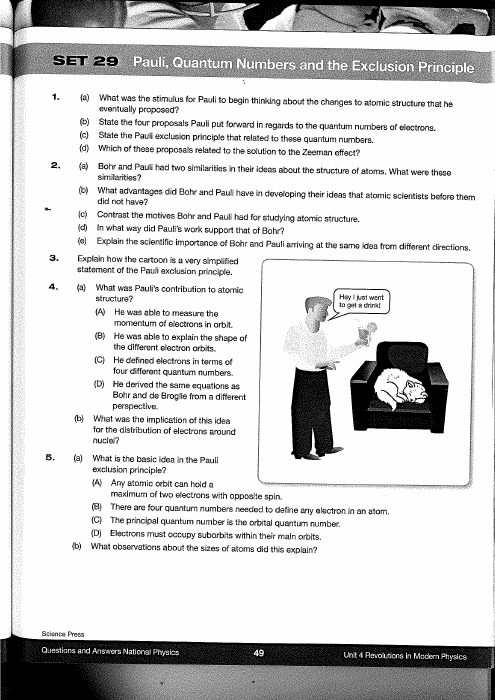 SET 29 Pauli, Quantum Numbers and the Exclusion Principle
1. (a) What was the stimulus for Pauli to begin thinking about the changes to atomic structure that he
eventually proposed?
(b) State the four proposals Pauli put forward in regards to the quantum numbers of electrons.
(c) State the Pauli exclusion principle that related to these quantum numbers.
(d) Which of these proposals related to the solution to the Zeeman effect?
2. (a) Bohr and Pauli had two similarities in their ideas about the structure of atoms. What were these
similarities?
(b) What advantages did Bohr and Pauli have in developing their ideas that atomic scientists before them
did not have?
(c) Contrast the motives Bohr and Pauli had for studying atomic structure.
(d) In what way did Pauli's work support that of Bohr?
(e) Explain the scientific importance of Bohr and Pauli arriving at the same idea from different directions.
3. Explain how the cartoon is a very simplified
statement of the Pauli exclusion principle.
4. (a) What was Pauli's contribution to atomic
structure?
(A) He was able to measure the
momentum of electrons in orbit.
(B) He was able to explain the shape of
the different electron orbits.
(C) He defined electrons in terms of
four different quantum numbers.
(D) He derived the same equations as
Bohr and de Broglie from a different
perspective.
(b) What was the implication of this idea
for the distribution of electrons around
nuclei?
Hey I just went
to get a drink!
5. (a) What is the basic idea in the Pauli
exclusion principle?
(A) Any atomic orbit can hold a
maximum of two electrons with opposite spin.
(B) There are four quantum numbers needed to define any electron in an atom.
(C) The principal quantum number is the orbital quantum number.
(D) Electrons must occupy suborbits within their main orbits.
(b) What observations about the sizes of atoms did this explain?
Science Press
Questions and Answers National Physics
49
Unit 4 Revolutions in Modern Physics